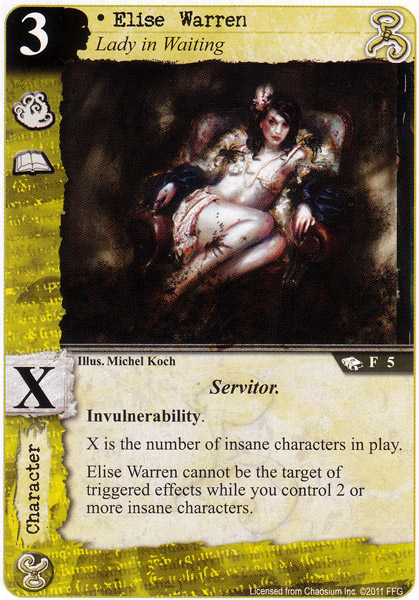 3
• Elise Warren
Lady in Waiting
Illus. Michel Koch
F 5
X
Servitor.
Invulnerability.
X is the number of insane characters in play.
Elise Warren cannot be the target of
triggered effects while you control 2 or
more insane characters.
Character
Licensed from Chaosium Inc. ©2011 FFG